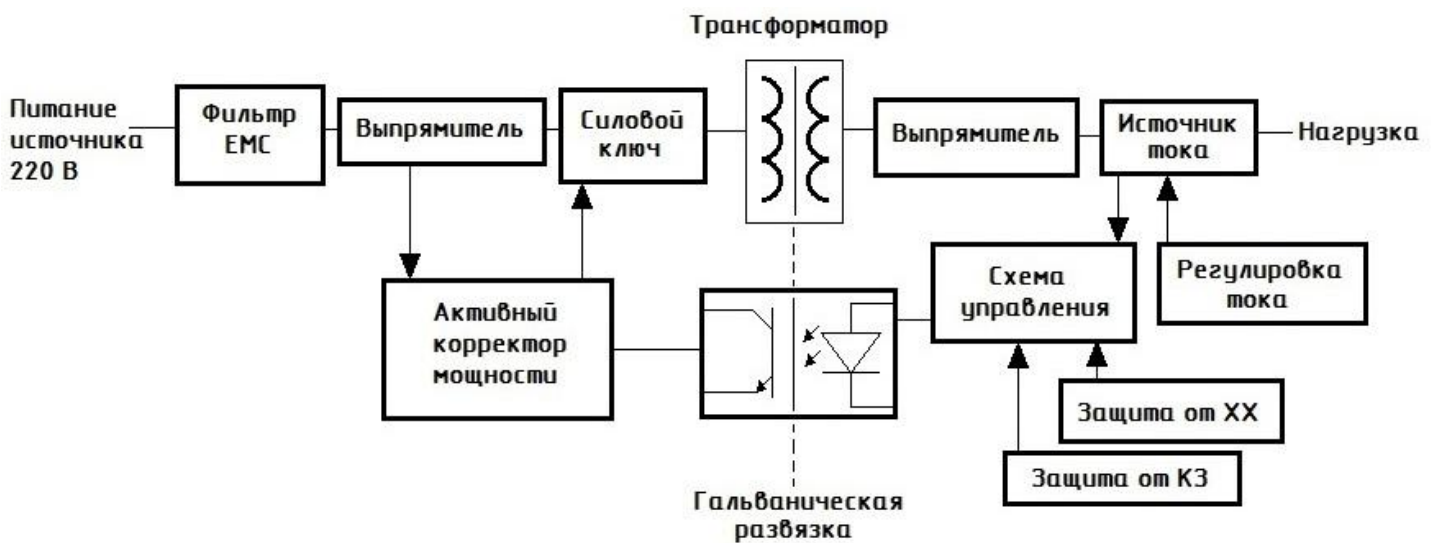 Трансформатор
Питание
источника
220 В
Фильтр
ЕМС
Выпрямитель
Силовой
ключ
Выпрямитель
Источник
тока
Нагрузка
Активный
корректор
мощности
Схема
управления
Регулировка
тока
Защита от ХХ
Защита от КЗ
Гальваническая
развязка